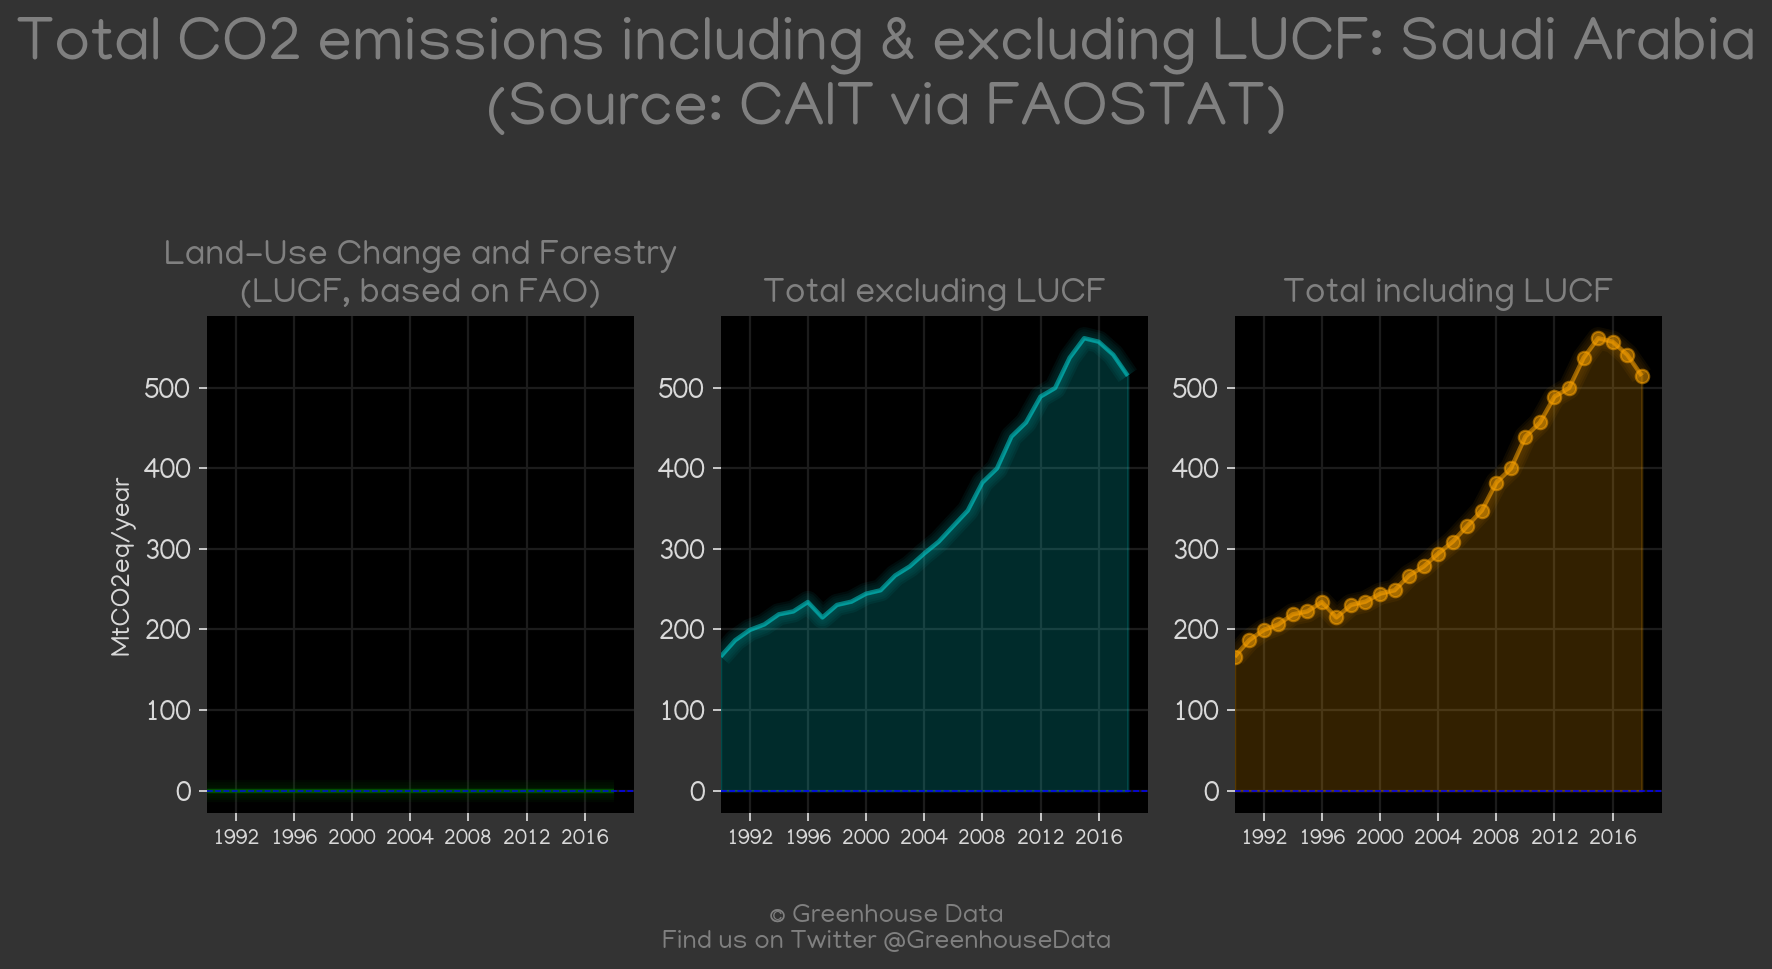 Total CO2 emissions including & excluding LUCF: Saudi Arabia
(Source: CAIT via FAOSTAT)
Land-Use Change and Forestry
(LUCF, based on FAO)
Total excluding LUCF
Total including LUCF
MtCO2eq/year
500
400
300
200
100
0
1992 1996 2000 2004 2008 2012 2016
500
400
300
200
100
0
1992 1996 2000 2004 2008 2012 2016
500
400
300
200
100
0
1992 1996 2000 2004 2008 2012 2016
© Greenhouse Data
Find us on Twitter @GreenhouseData